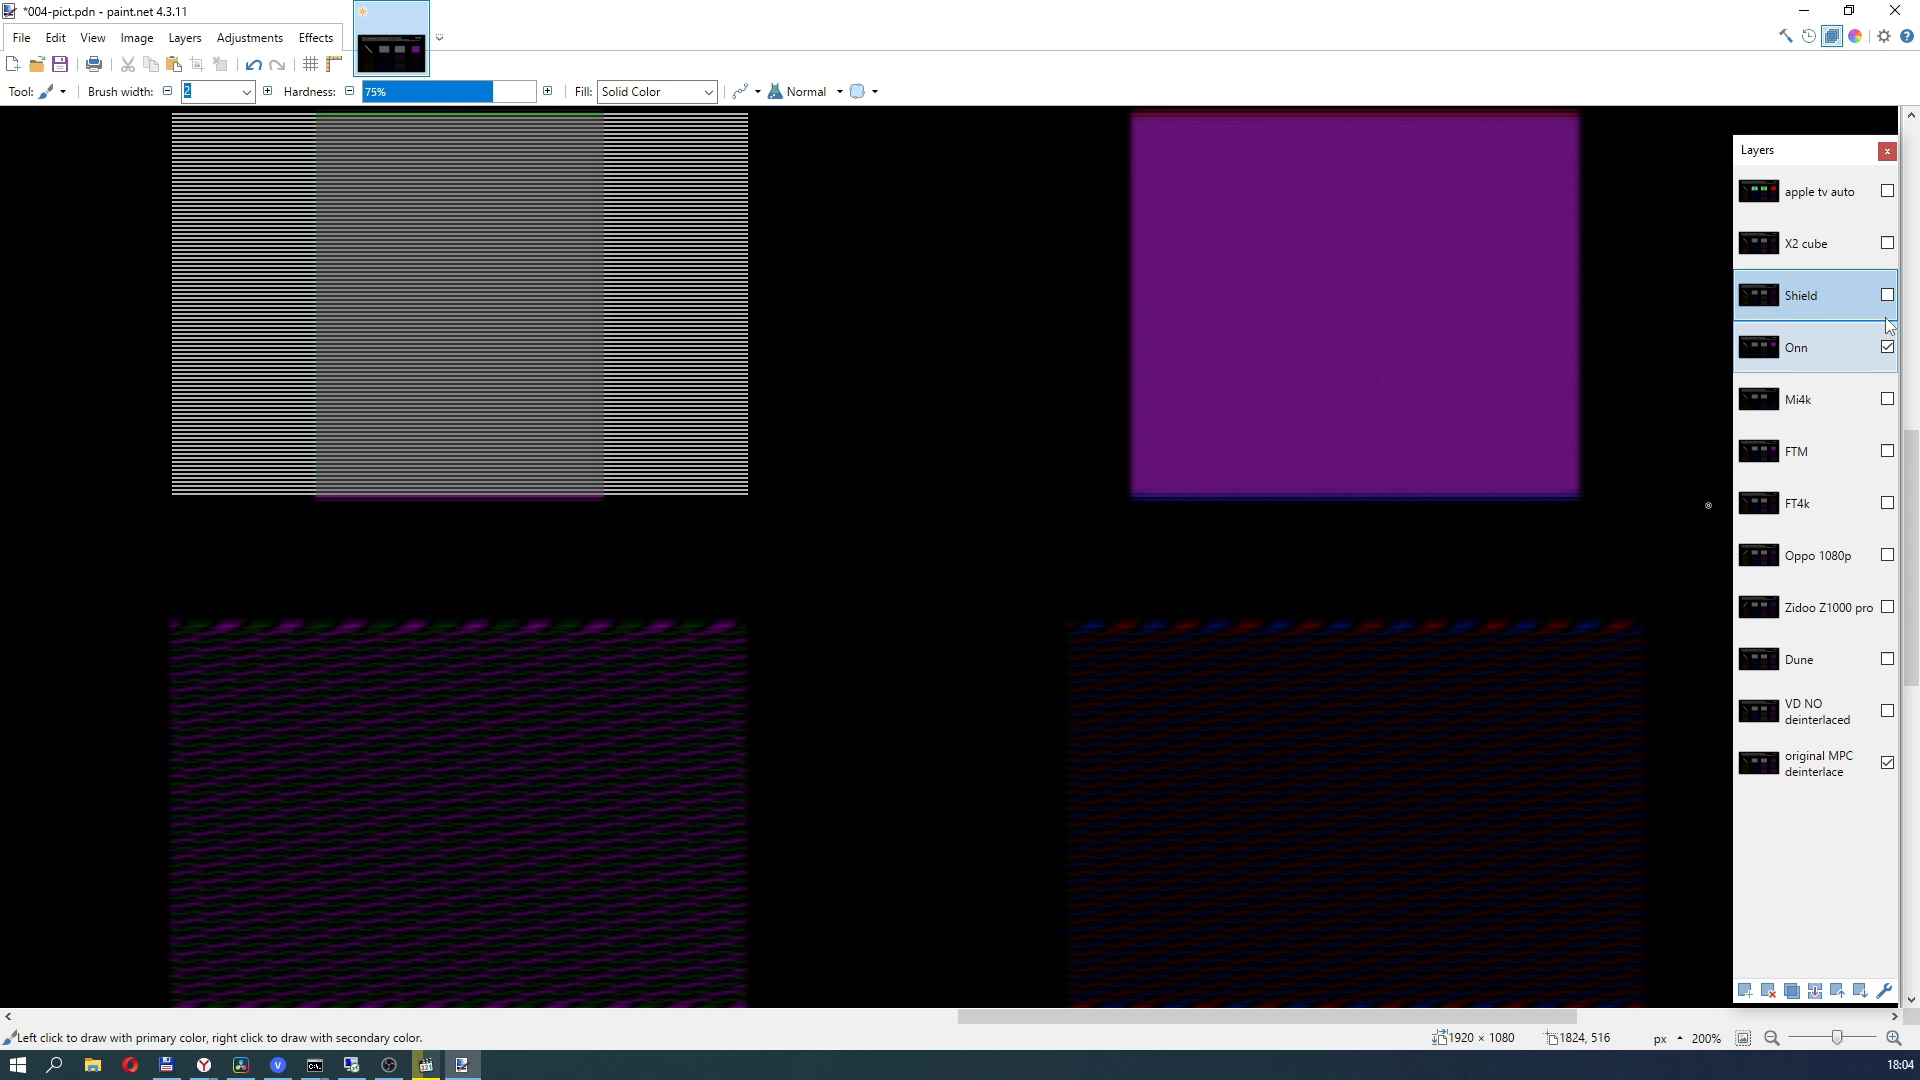 *004-pict.pdn - paint.net 4.3.11
File Edit View Image Layers Adjustments Effects
Tool: Brush width: 2 Hardness: 75% Fill: Solid Color Normal
Layers
apple tv auto
X2 cube
Shield
Onn
Mi4k
FTM
FT4k
Oppo 1080p
Zidoo Z1000 pro
Dune
VD NO
deinterlaced
original MPC
deinterlace
Left click to draw with primary color, right click to draw with secondary color.
1920 × 1080 1824, 516 px 200%
18:04